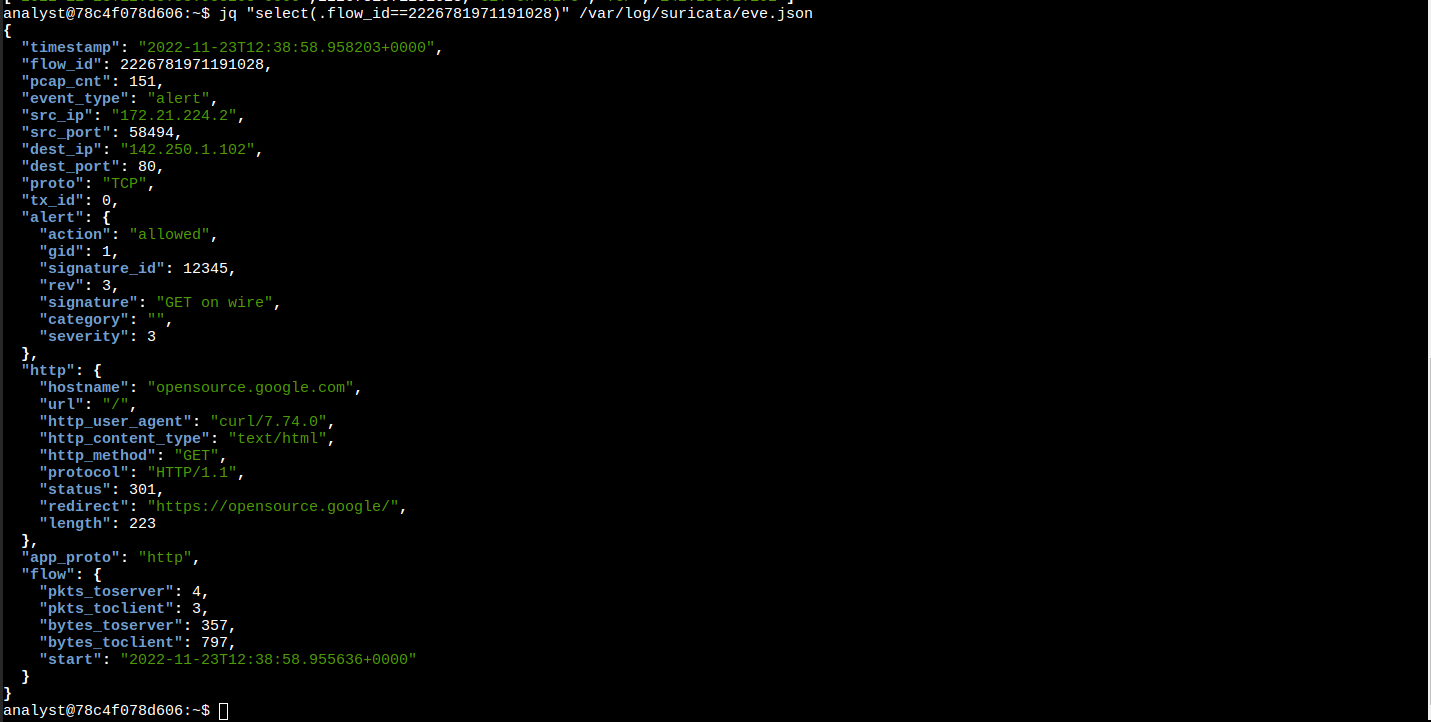 analyst@78c4f078d606:~$ jq "select(.flow_id==2226781971191028)" /var/log/suricata/eve.json
{
  "timestamp": "2022-11-23T12:38:58.958203+0000",
  "flow_id": 2226781971191028,
  "pcap_cnt": 151,
  "event_type": "alert",
  "src_ip": "172.21.224.2",
  "src_port": 58494,
  "dest_ip": "142.250.1.102",
  "dest_port": 80,
  "proto": "TCP",
  "tx_id": 0,
  "alert": {
    "action": "allowed",
    "gid": 1,
    "signature_id": 12345,
    "rev": 3,
    "signature": "GET on wire",
    "category": "",
    "severity": 3
  },
  "http": {
    "hostname": "opensource.google.com",
    "url": "/",
    "http_user_agent": "curl/7.74.0",
    "http_content_type": "text/html",
    "http_method": "GET",
    "protocol": "HTTP/1.1",
    "status": 301,
    "redirect": "https://opensource.google/",
    "length": 223
  },
  "app_proto": "http",
  "flow": {
    "pkts_toserver": 4,
    "pkts_toclient": 3,
    "bytes_toserver": 357,
    "bytes_toclient": 797,
    "start": "2022-11-23T12:38:58.955636+0000"
  }
}
analyst@78c4f078d606:~$